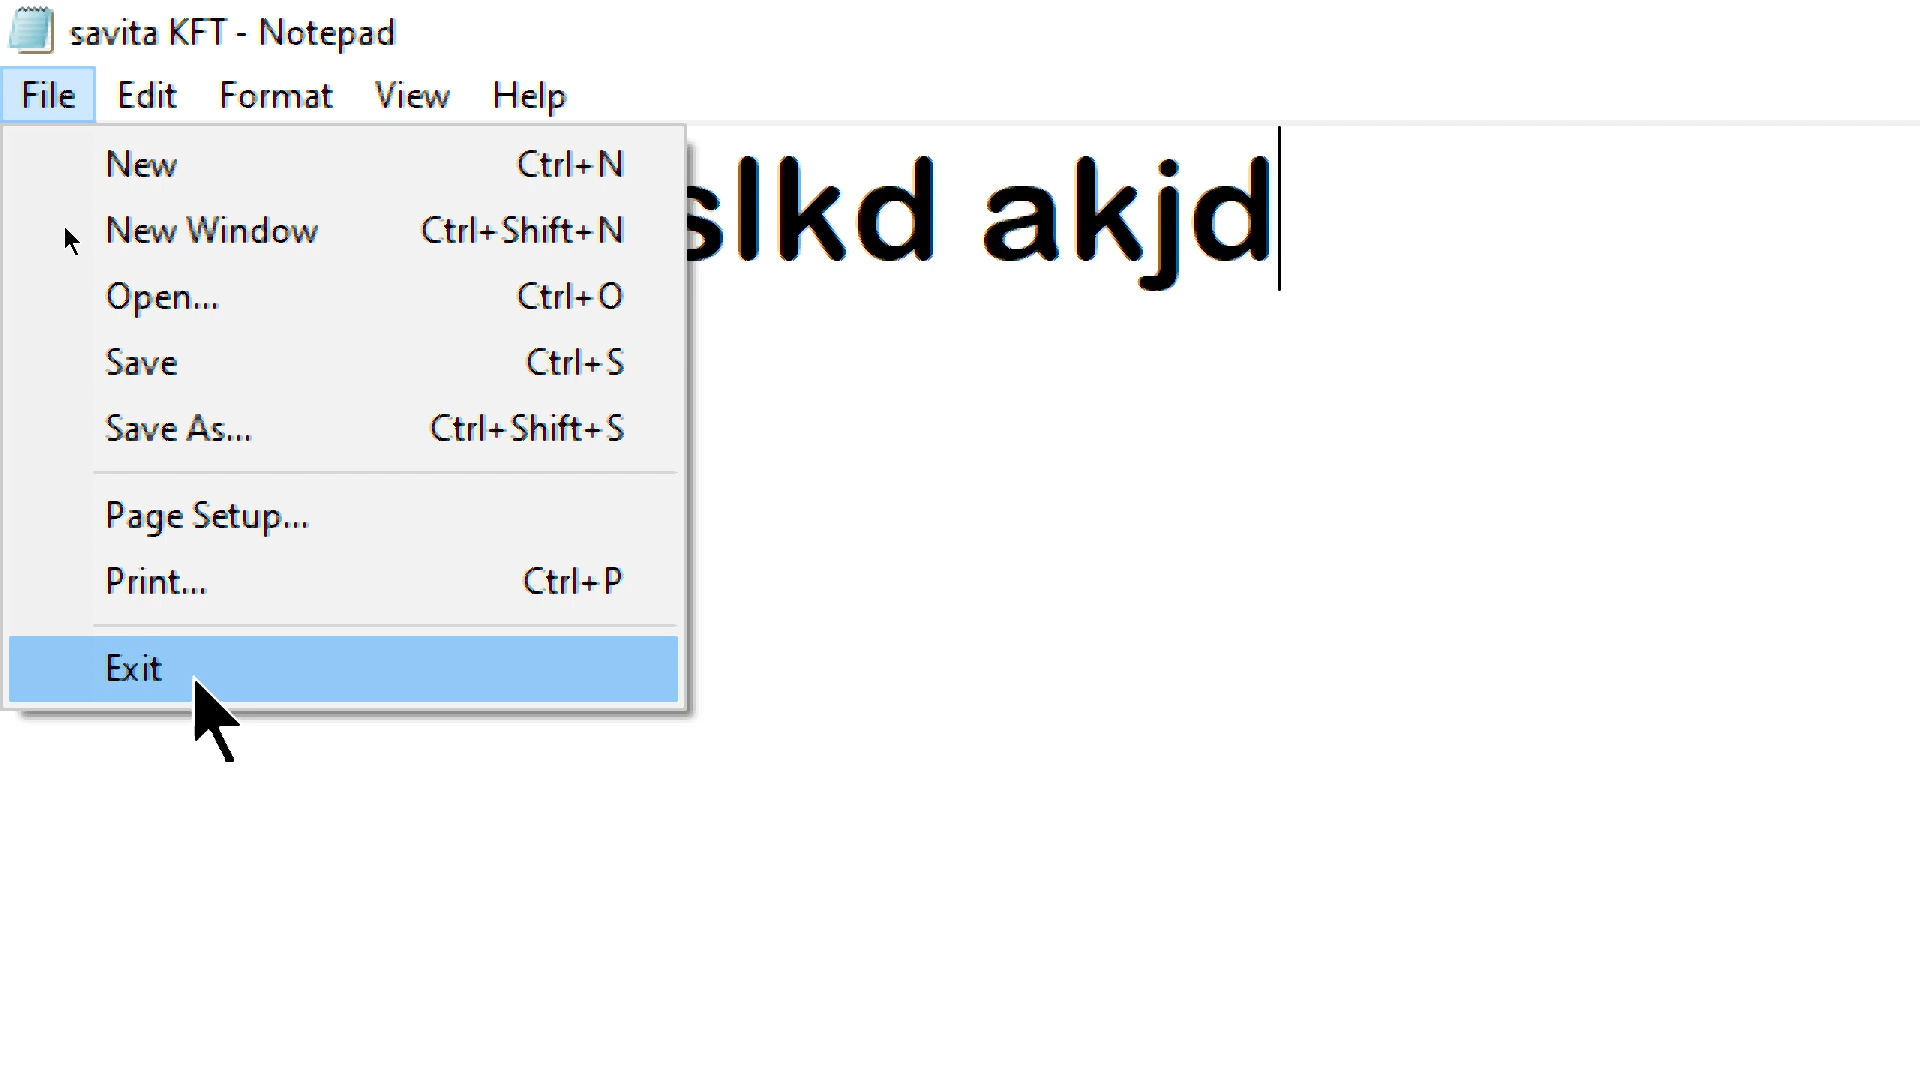 savita KFT - Notepad
File Edit Format View Help
New Ctrl+N
New Window Ctrl+Shift+N
Open... Ctrl+O
Save Ctrl+S
Save As... Ctrl+Shift+S
Page Setup...
Print... Ctrl+P
Exit
slkd akjd